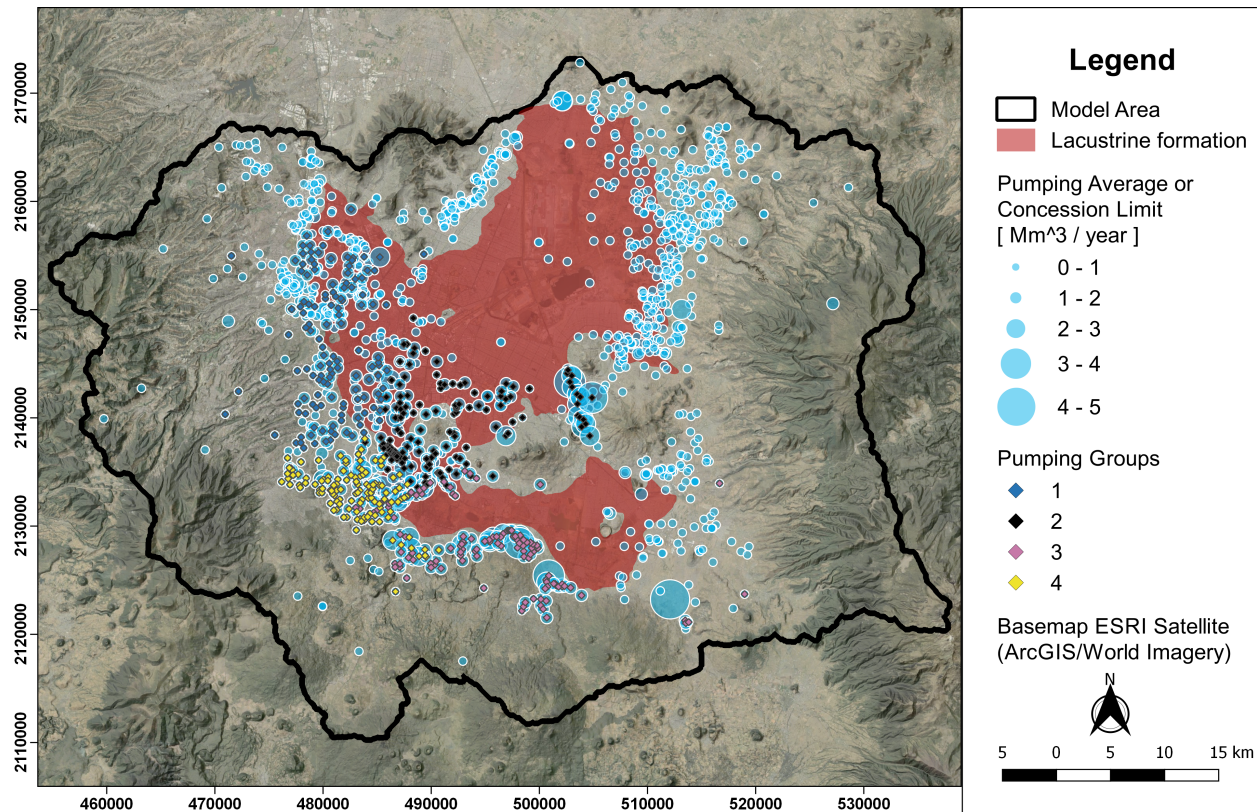 2170000
2160000
2150000
2140000
2130000
2120000
2110000
460000 470000 480000 490000 500000 510000 520000 530000
Legend
Model Area
Lacustrine formation
Pumping Average or
Concession Limit
[ Mm^3 / year ]
0 - 1
1 - 2
2 - 3
3 - 4
4 - 5
Pumping Groups
1
2
3
4
Basemap ESRI Satellite
(ArcGIS/World Imagery)
N
5 0 5 10 15 km